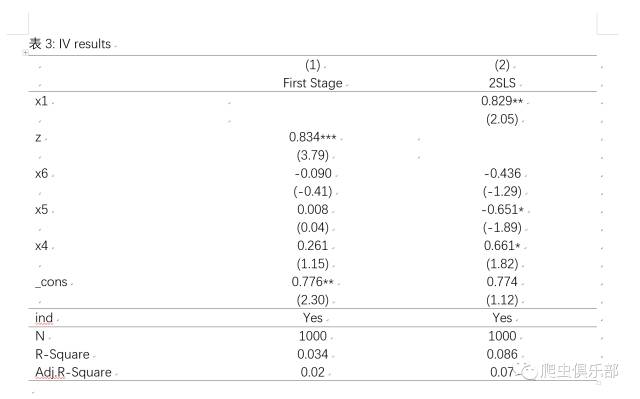 表 3: IV results
(1) (2)
First Stage 2SLS
x1 0.829**
(2.05)
z 0.834***
(3.79)
x6 -0.090 -0.436
(-0.41) (-1.29)
x5 0.008 -0.651*
(0.04) (-1.89)
x4 0.261 0.661*
(1.15) (1.82)
_cons 0.776** 0.774
(2.30) (1.12)
ind Yes Yes
N 1000 1000
R-Square 0.034 0.086
Adj.R-Square 0.02 0.07
爬虫俱乐部